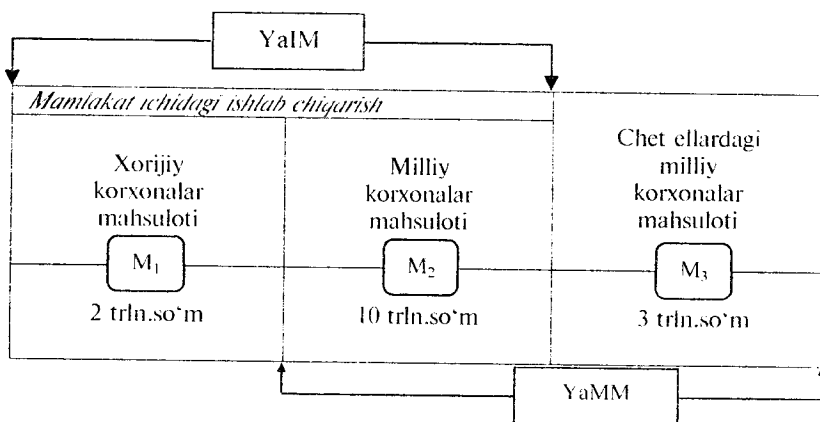 YaIM
Mamlakat ichidagi ishlab chiqarish
Xorijiy
korxonalar
mahsuloti
M₁
2 trln.so‘m
Milliy
korxonalar
mahsuloti
M₂
10 trln.so‘m
Chet ellardagi
milliy
korxonalar
mahsuloti
M₃
3 trln.so‘m
YaMM